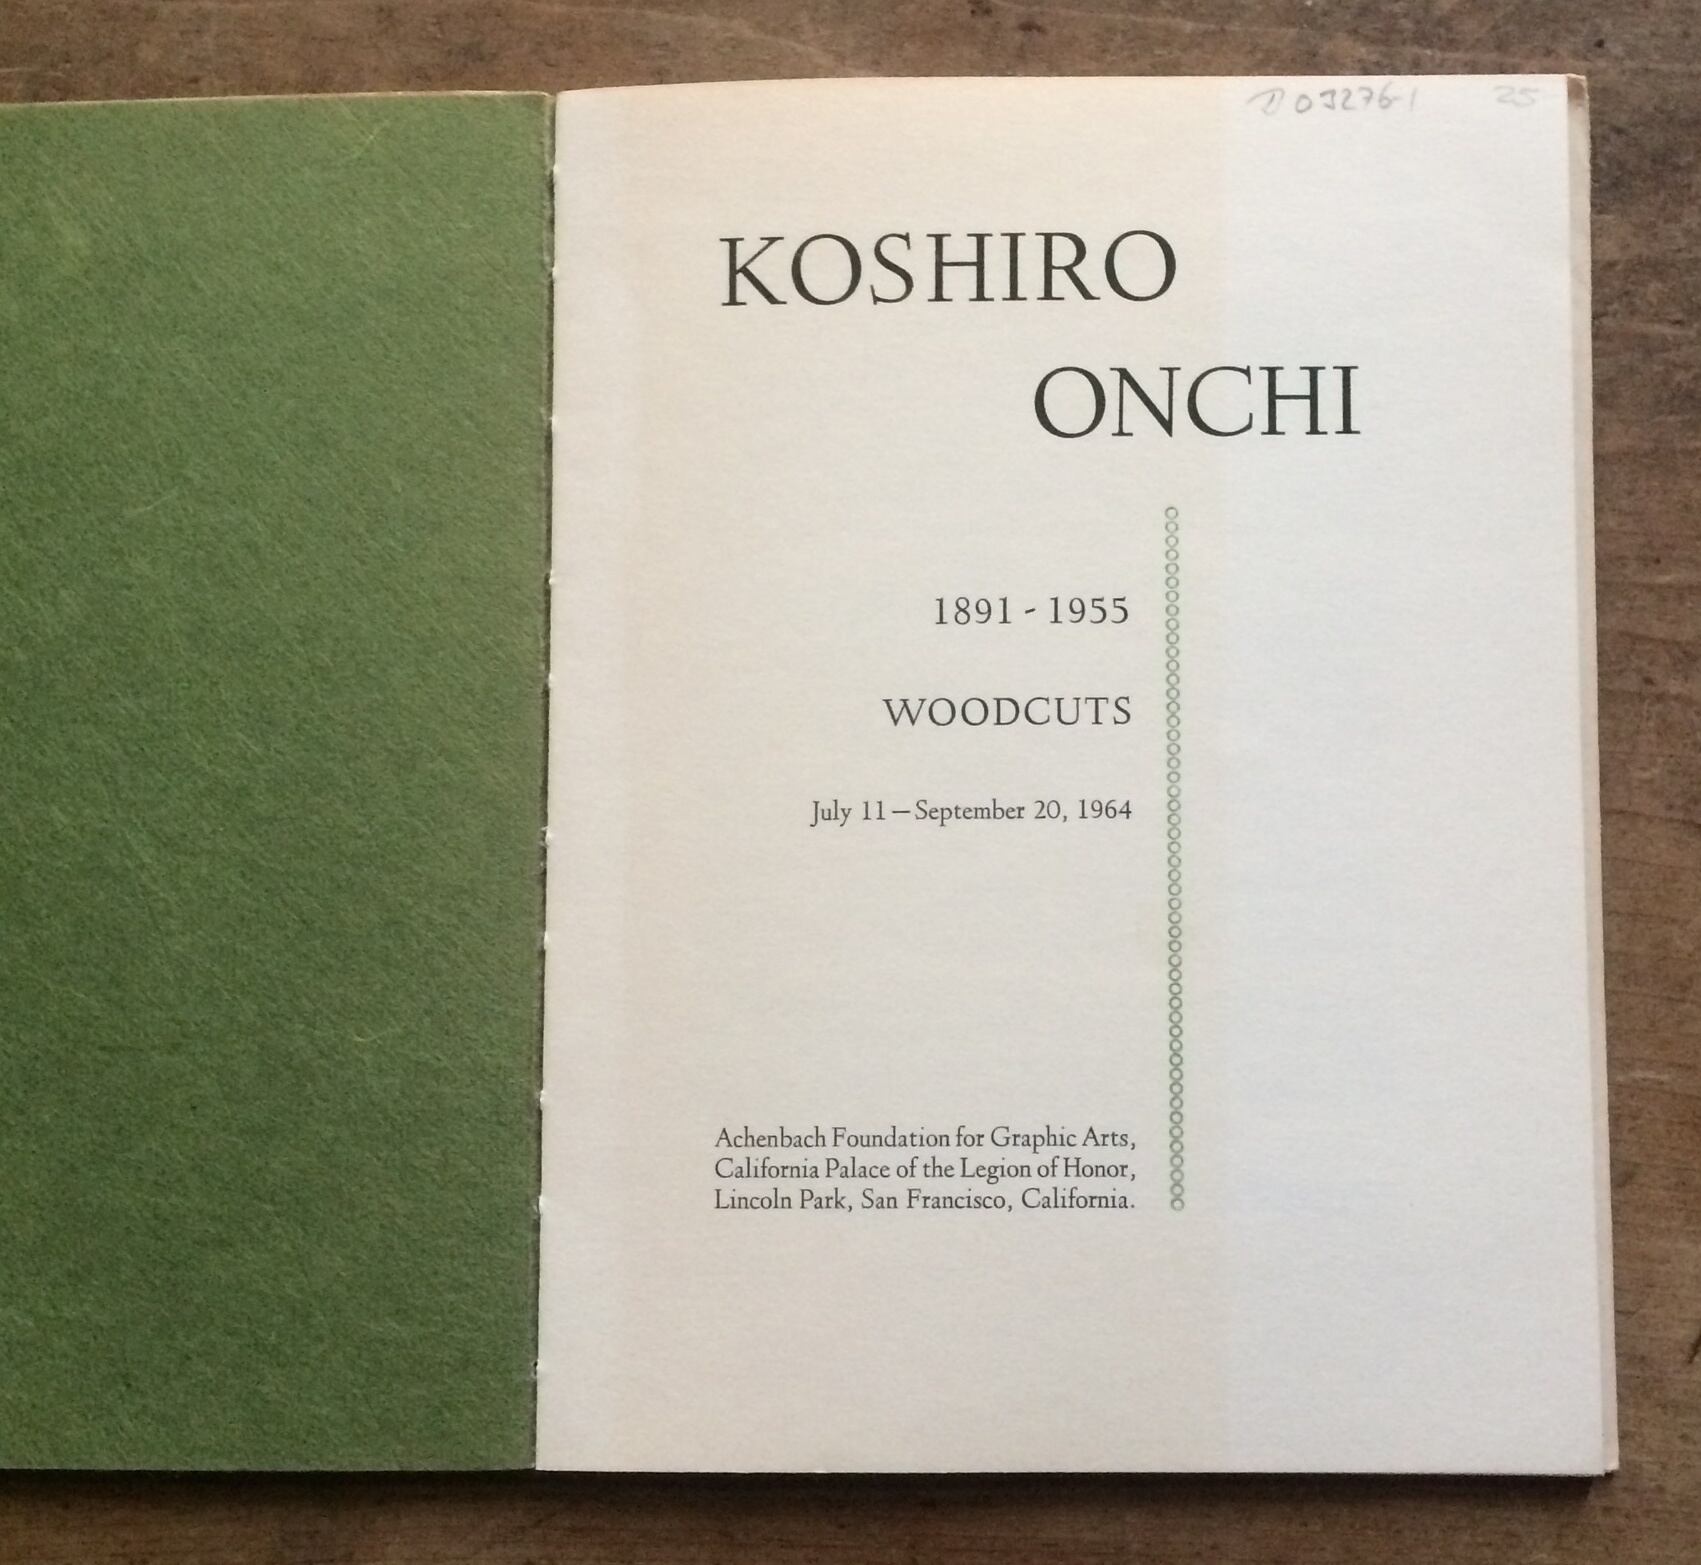 KOSHIRO
ONCHI
1891 - 1955
WOODCUTS
July 11 — September 20, 1964
Achenbach Foundation for Graphic Arts,
California Palace of the Legion of Honor,
Lincoln Park, San Francisco, California.